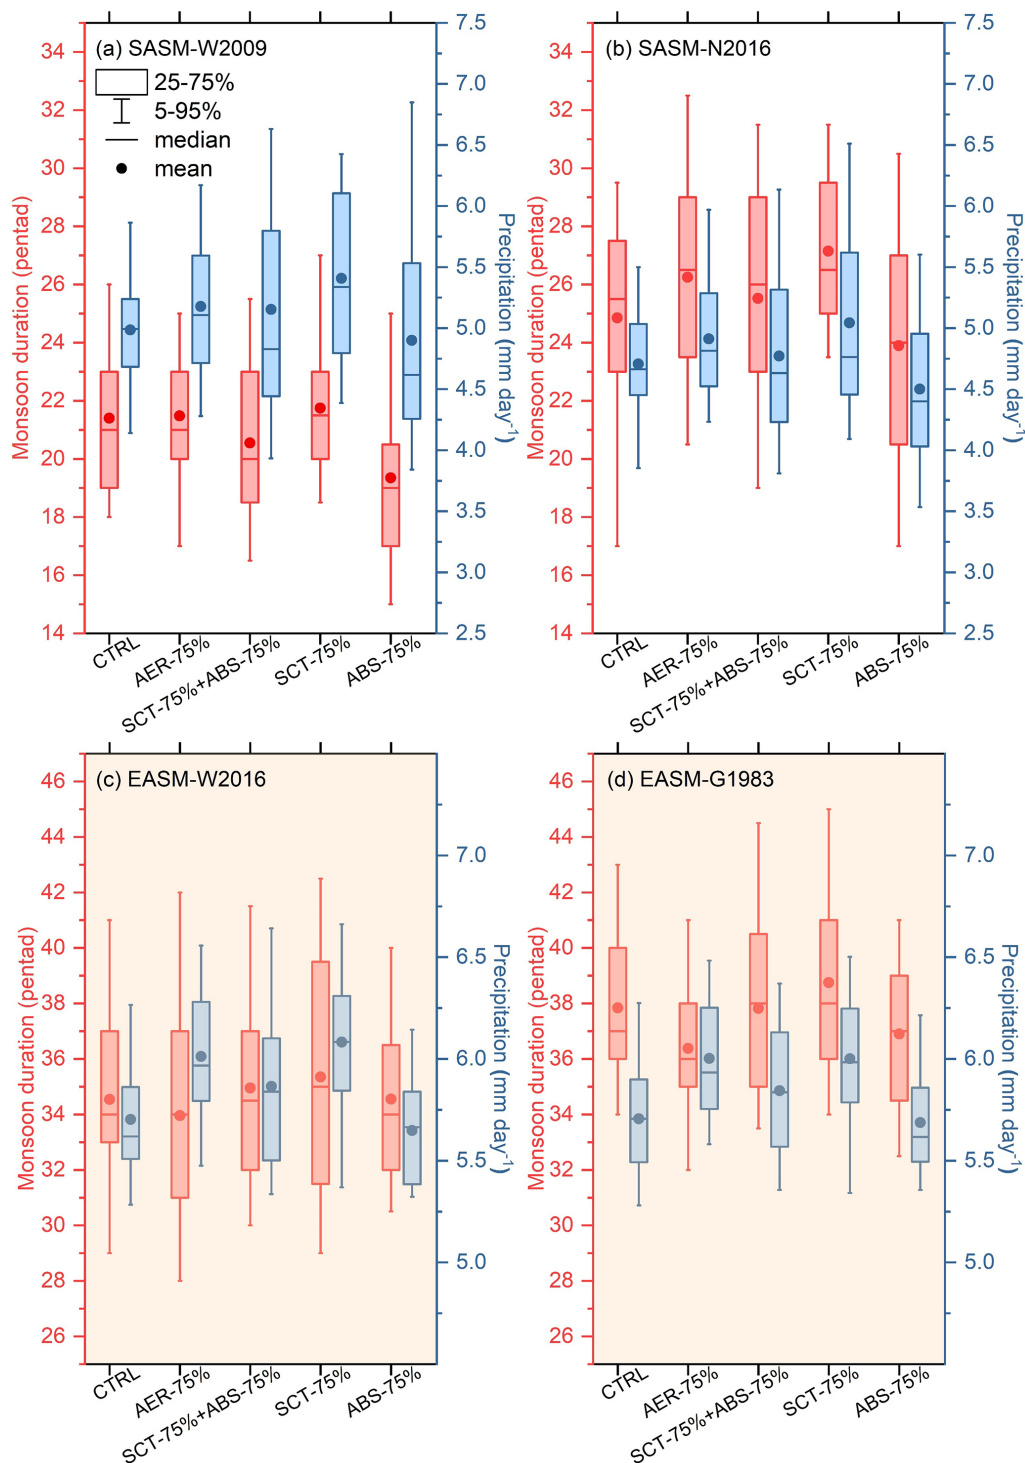 (a) SASM-W2009
25-75%
5-95%
median
mean
Monsoon duration (pentad)
34
32
30
28
26
24
22
20
18
16
14
Precipitation (mm day-1)
7.5
7.0
6.5
6.0
5.5
5.0
4.5
4.0
3.5
3.0
2.5
CTRL
AER-75%
SCT-75%+ABS-75%
SCT-75%
ABS-75%
(b) SASM-N2016
Monsoon duration (pentad)
34
32
30
28
26
24
22
20
18
16
14
Precipitation (mm day-1)
7.5
7.0
6.5
6.0
5.5
5.0
4.5
4.0
3.5
3.0
2.5
CTRL
AER-75%
SCT-75%+ABS-75%
SCT-75%
ABS-75%
(c) EASM-W2016
Monsoon duration (pentad)
46
44
42
40
38
36
34
32
30
28
26
Precipitation (mm day-1)
7.0
6.5
6.0
5.5
5.0
CTRL
AER-75%
SCT-75%+ABS-75%
SCT-75%
ABS-75%
(d) EASM-G1983
Monsoon duration (pentad)
46
44
42
40
38
36
34
32
30
28
26
Precipitation (mm day-1)
7.0
6.5
6.0
5.5
5.0
CTRL
AER-75%
SCT-75%+ABS-75%
SCT-75%
ABS-75%